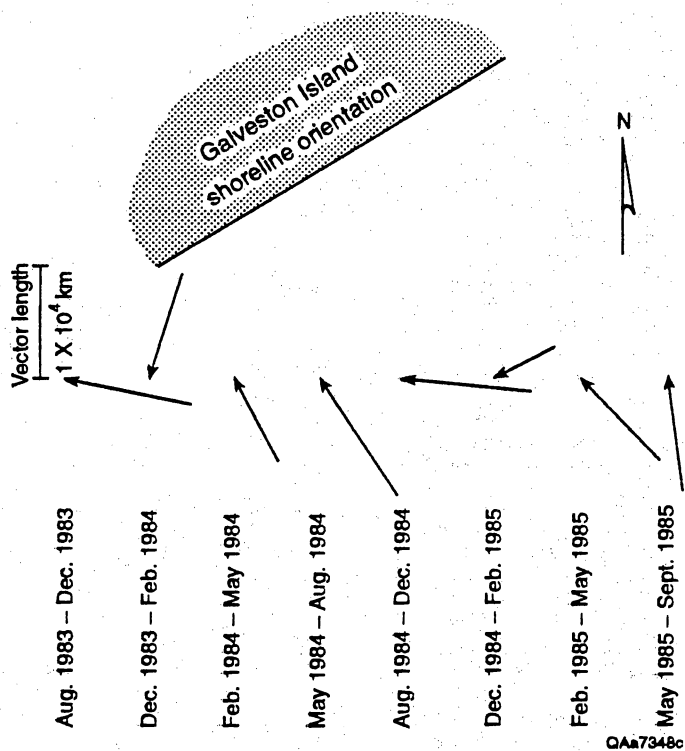 Galveston Island
shoreline orientation
N
Vector length
1 X 10⁴ km
Aug. 1983 – Dec. 1983
Dec. 1983 – Feb. 1984
Feb. 1984 – May 1984
May 1984 – Aug. 1984
Aug. 1984 – Dec. 1984
Dec. 1984 – Feb. 1985
Feb. 1985 – May 1985
May 1985 – Sept. 1985
QAa7348c